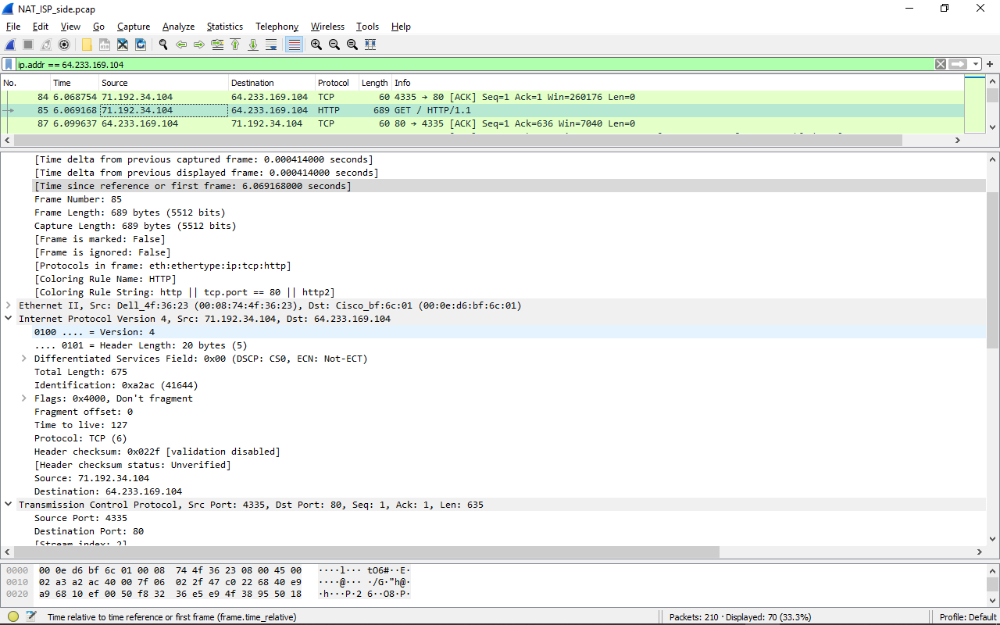 NAT_ISP_side.pcap
File Edit View Go Capture Analyze Statistics Telephony Wireless Tools Help
ip.addr == 64.233.169.104
No. Time Source Destination Protocol Length Info
84 6.068754 71.192.34.104 64.233.169.104 TCP 60 4335 → 80 [ACK] Seq=1 Ack=1 Win=260176 Len=0
85 6.069168 71.192.34.104 64.233.169.104 HTTP 689 GET / HTTP/1.1
87 6.099637 64.233.169.104 71.192.34.104 TCP 60 80 → 4335 [ACK] Seq=1 Ack=636 Win=7040 Len=0
[Time delta from previous captured frame: 0.000414000 seconds]
[Time delta from previous displayed frame: 0.000414000 seconds]
[Time since reference or first frame: 6.069168000 seconds]
Frame Number: 85
Frame Length: 689 bytes (5512 bits)
Capture Length: 689 bytes (5512 bits)
[Frame is marked: False]
[Frame is ignored: False]
[Protocols in frame: eth:ethertype:ip:tcp:http]
[Coloring Rule Name: HTTP]
[Coloring Rule String: http || tcp.port == 80 || http2]
Ethernet II, Src: Dell_4f:36:23 (00:08:74:4f:36:23), Dst: Cisco_bf:6c:01 (00:0e:d6:bf:6c:01)
Internet Protocol Version 4, Src: 71.192.34.104, Dst: 64.233.169.104
0100 .... = Version: 4
.... 0101 = Header Length: 20 bytes (5)
Differentiated Services Field: 0x00 (DSCP: CS0, ECN: Not-ECT)
Total Length: 675
Identification: 0xa2ac (41644)
Flags: 0x4000, Don't fragment
Fragment offset: 0
Time to live: 127
Protocol: TCP (6)
Header checksum: 0x022f [validation disabled]
[Header checksum status: Unverified]
Source: 71.192.34.104
Destination: 64.233.169.104
Transmission Control Protocol, Src Port: 4335, Dst Port: 80, Seq: 1, Ack: 1, Len: 635
Source Port: 4335
Destination Port: 80
[Stream index: 2]
0000 00 0e d6 bf 6c 01 00 08 74 4f 36 23 08 00 45 00 ····l··· tO6#··E·
0010 02 a3 a2 ac 40 00 7f 06 02 2f 47 c0 22 68 40 e9 ····@··· ·/G·"h@·
0020 a9 68 10 ef 00 50 f8 32 36 e5 e9 4f 38 95 50 18 ·h···P·2 6··O8·P·
Time relative to time reference or first frame (frame.time_relative) Packets: 210 · Displayed: 70 (33.3%) Profile: Default